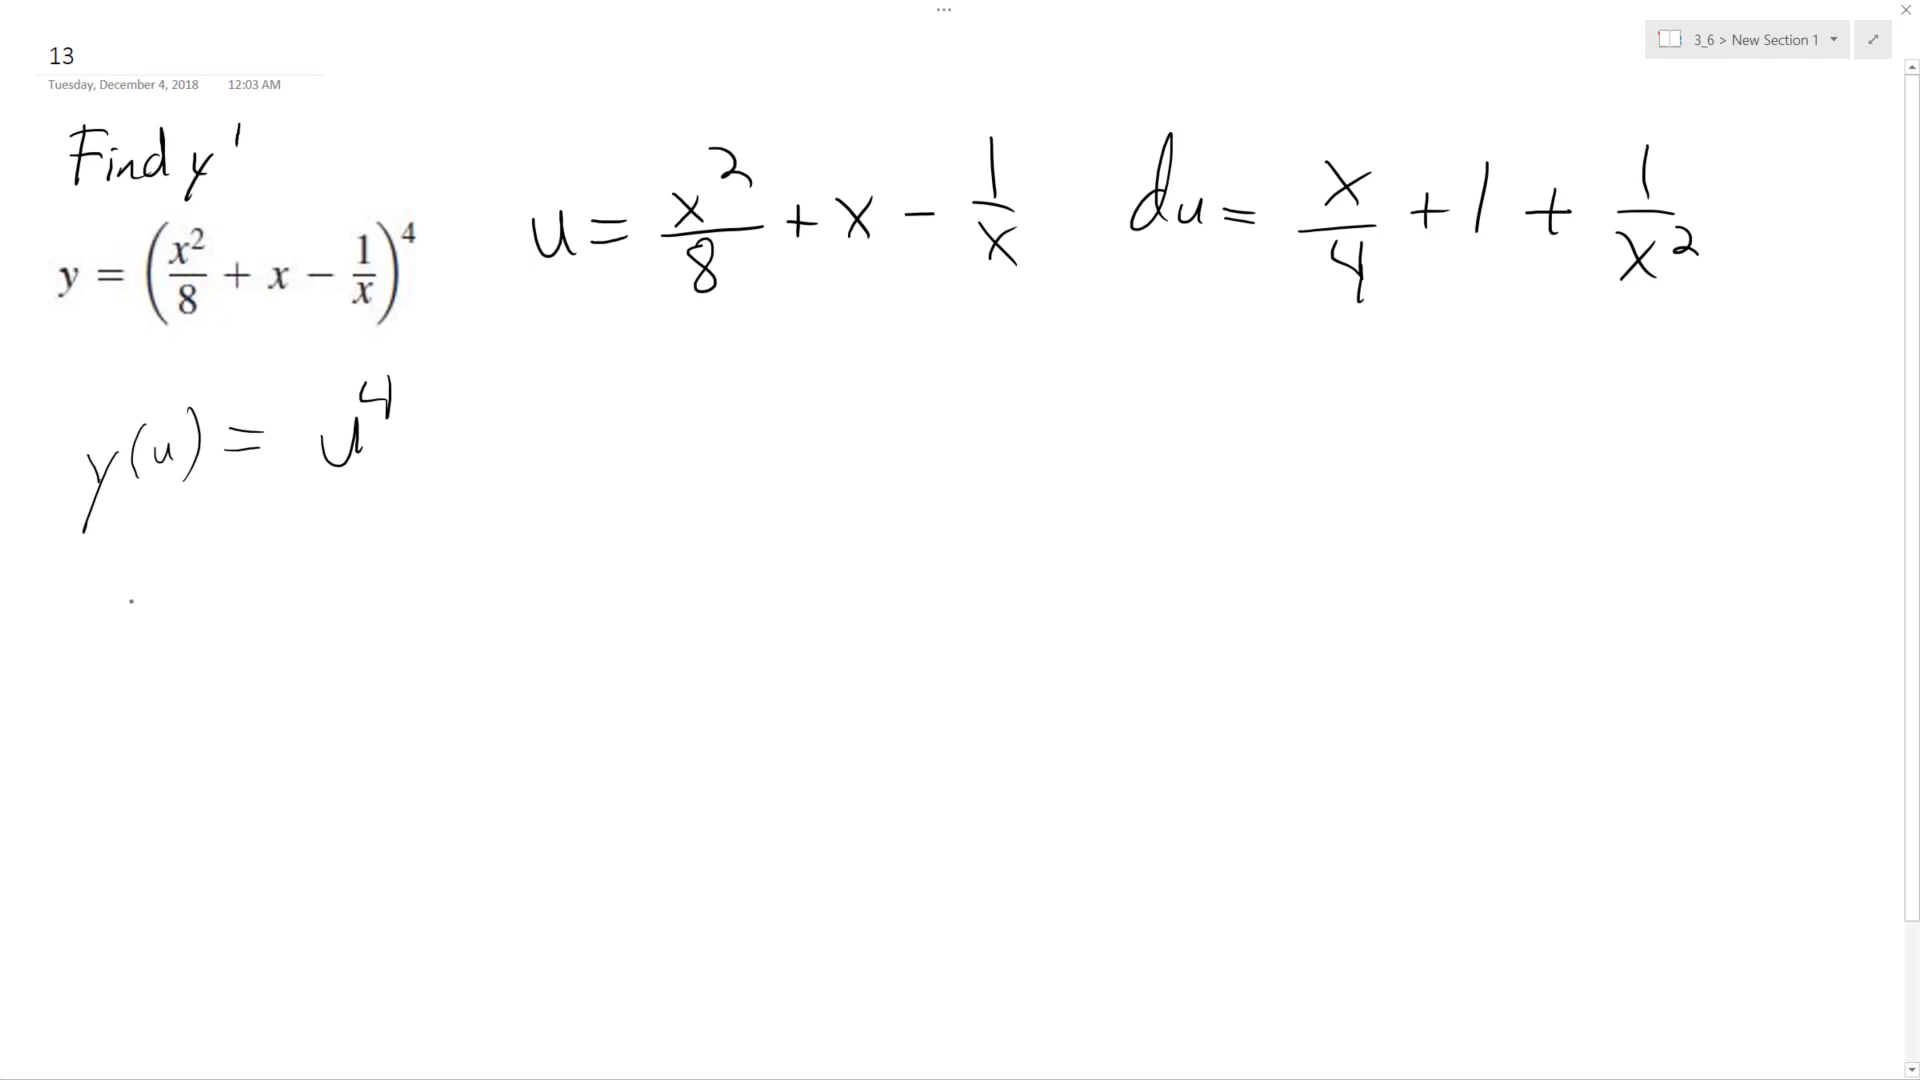 ...
3_6 > New Section 1
13
Tuesday, December 4, 2018 12:03 AM
Find y'
y = (x²/8 + x − 1/x)⁴
u = x²/8 + x − 1/x
du = x/4 + 1 + 1/x²
y(u) = u⁴